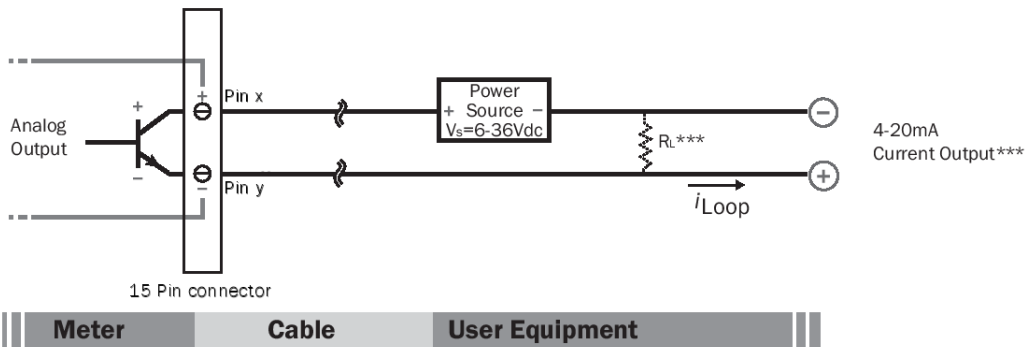 Analog
Output
+
−
+
Pin x
−
Pin y
Power
+ Source −
Vs=6-36Vdc
RL***
iLoop
−
+
4-20mA
Current Output***
15 Pin connector
Meter
Cable
User Equipment